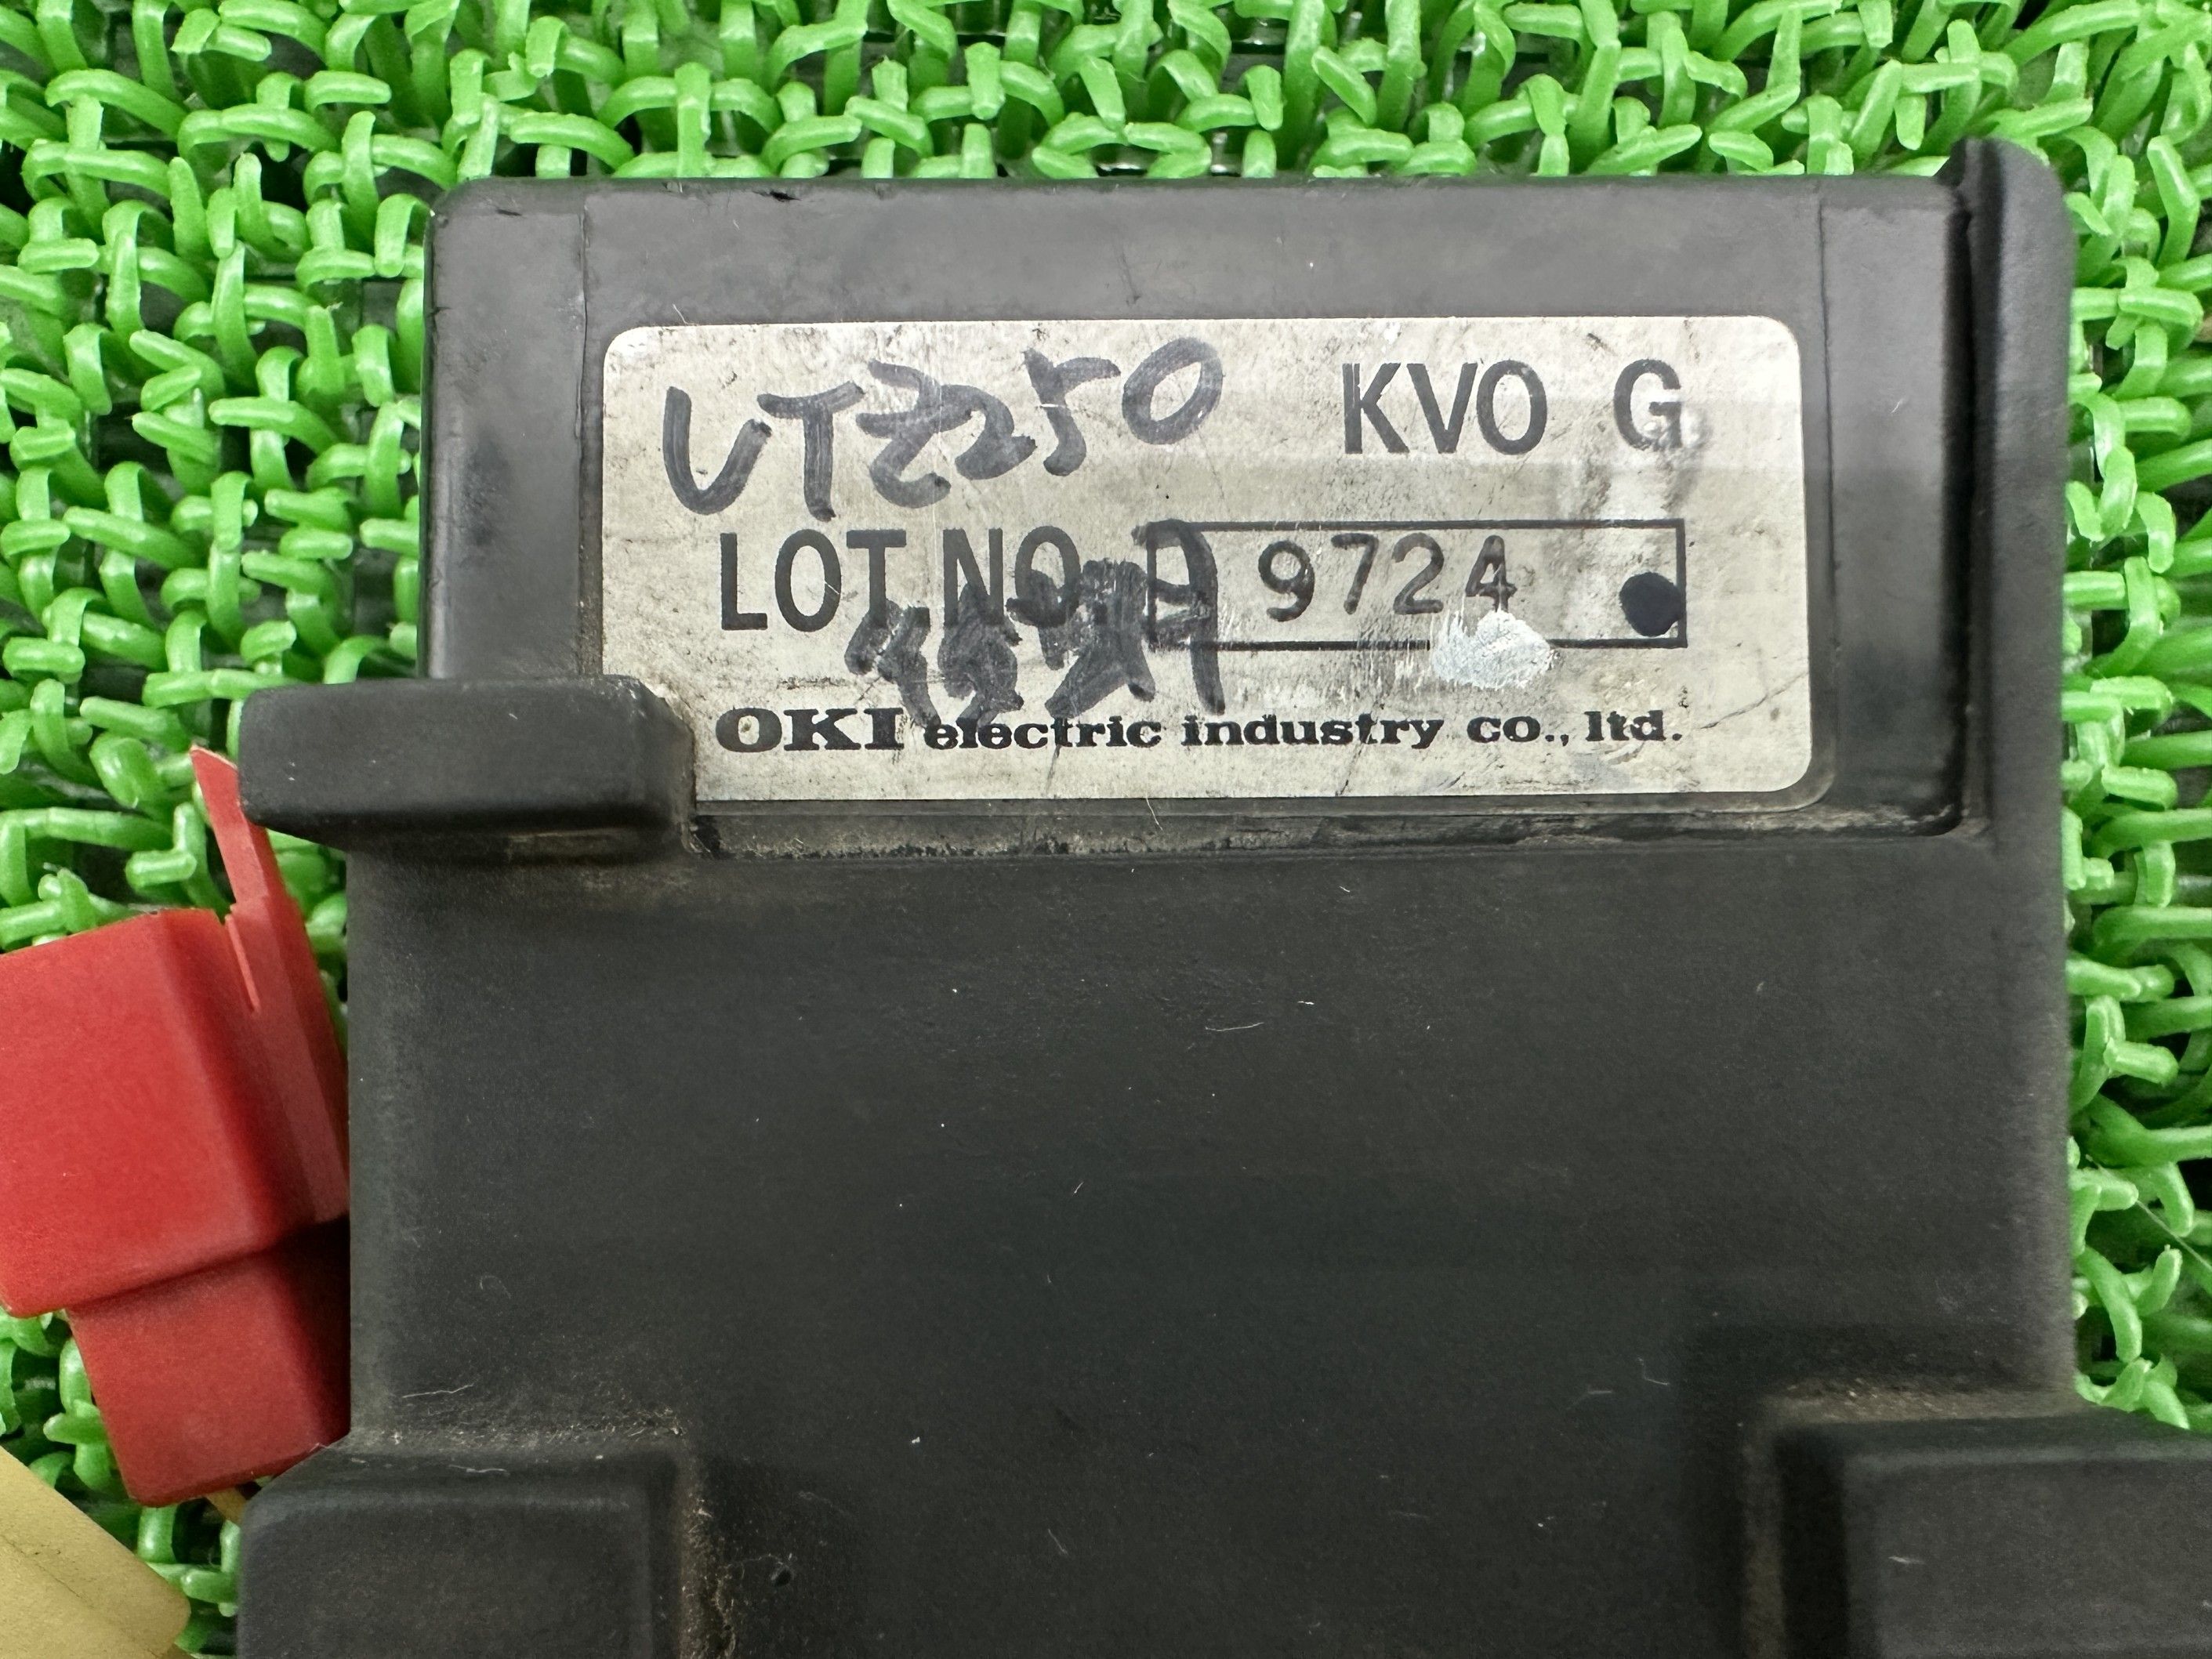 VTZ250 KVO G
LOT.NO. 9724
OKI electric industry co., ltd.